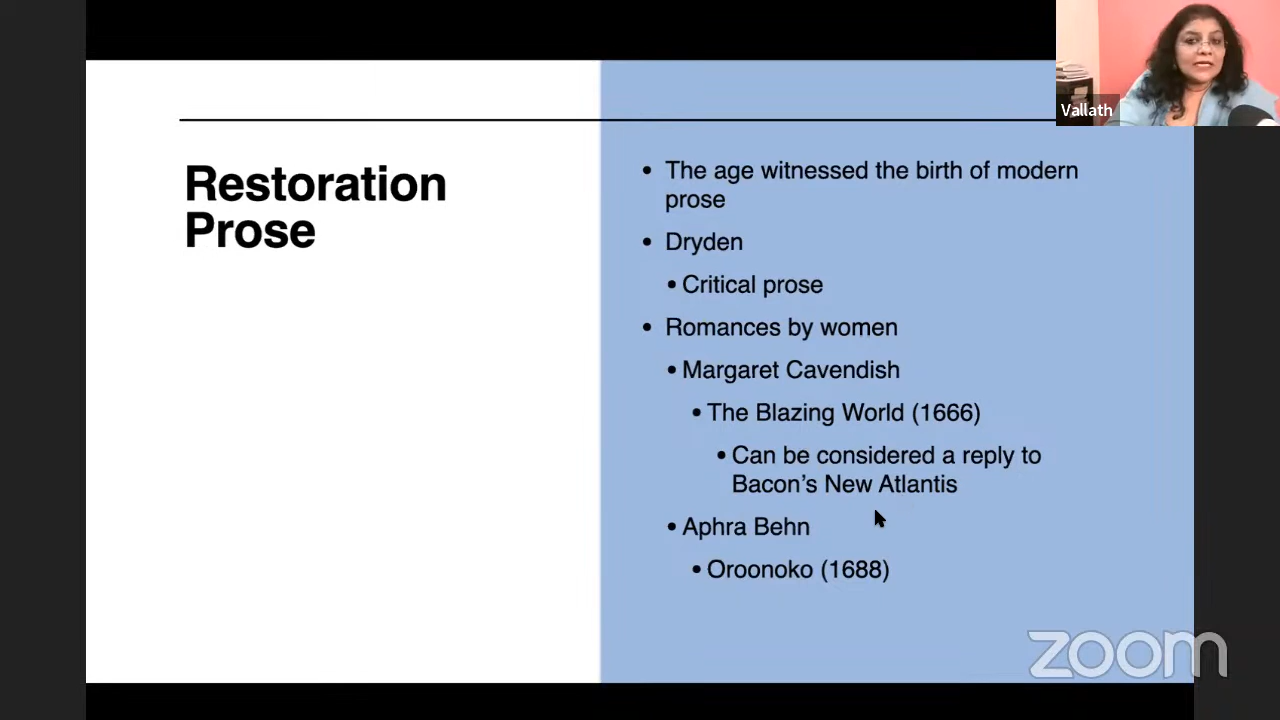 Vallath
Restoration
Prose
• The age witnessed the birth of modern
prose
• Dryden
• Critical prose
• Romances by women
• Margaret Cavendish
• The Blazing World (1666)
• Can be considered a reply to
Bacon’s New Atlantis
• Aphra Behn
• Oroonoko (1688)
zoom